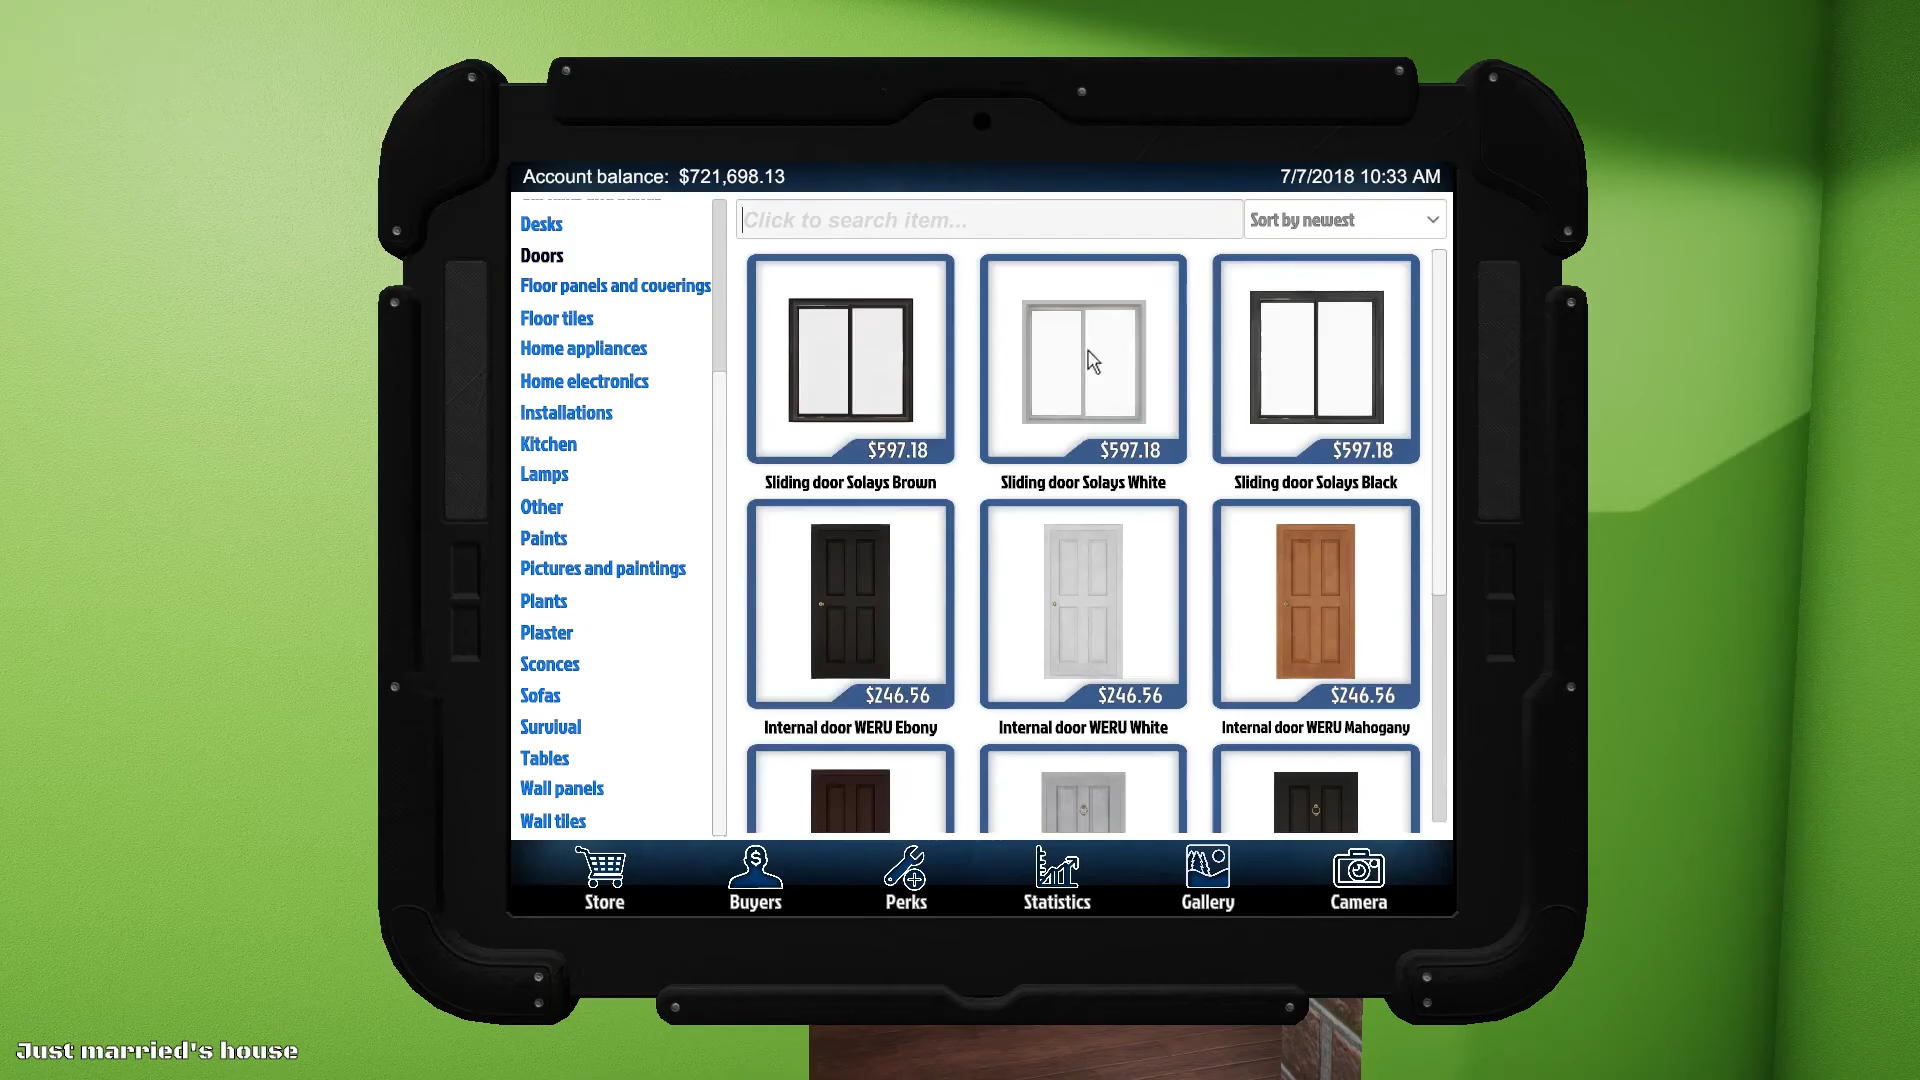 Account balance: $721,698.13
7/7/2018 10:33 AM
Click to search item...
Sort by newest
Desks
Doors
Floor panels and coverings
Floor tiles
Home appliances
Home electronics
Installations
Kitchen
Lamps
Other
Paints
Pictures and paintings
Plants
Plaster
Sconces
Sofas
Survival
Tables
Wall panels
Wall tiles
$597.18
$597.18
$597.18
Sliding door Solays Brown
Sliding door Solays White
Sliding door Solays Black
$246.56
$246.56
$246.56
Internal door WERU Ebony
Internal door WERU White
Internal door WERU Mahogany
Store
Buyers
Perks
Statistics
Gallery
Camera
Just married's house